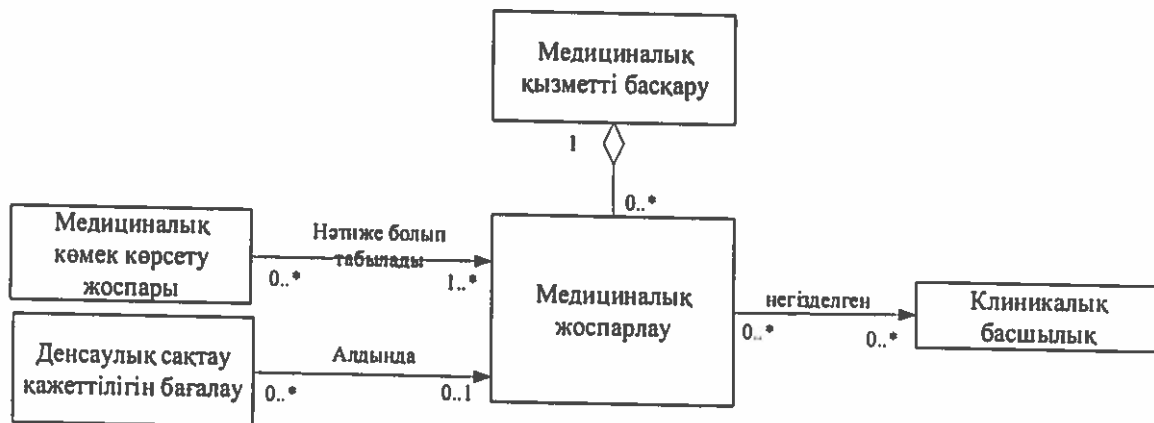 Медициналық
қызметті басқару
1
0..*
Медициналық
көмек көрсету
жоспары
Нәтиже болып
табылады
0..*
1..*
Медициналық
жоспарлау
негізделген
0..*
0..*
Клиникалық
басшылық
Денсаулық сақтау
қажеттілігін бағалау
Алдында
0..*
0..1